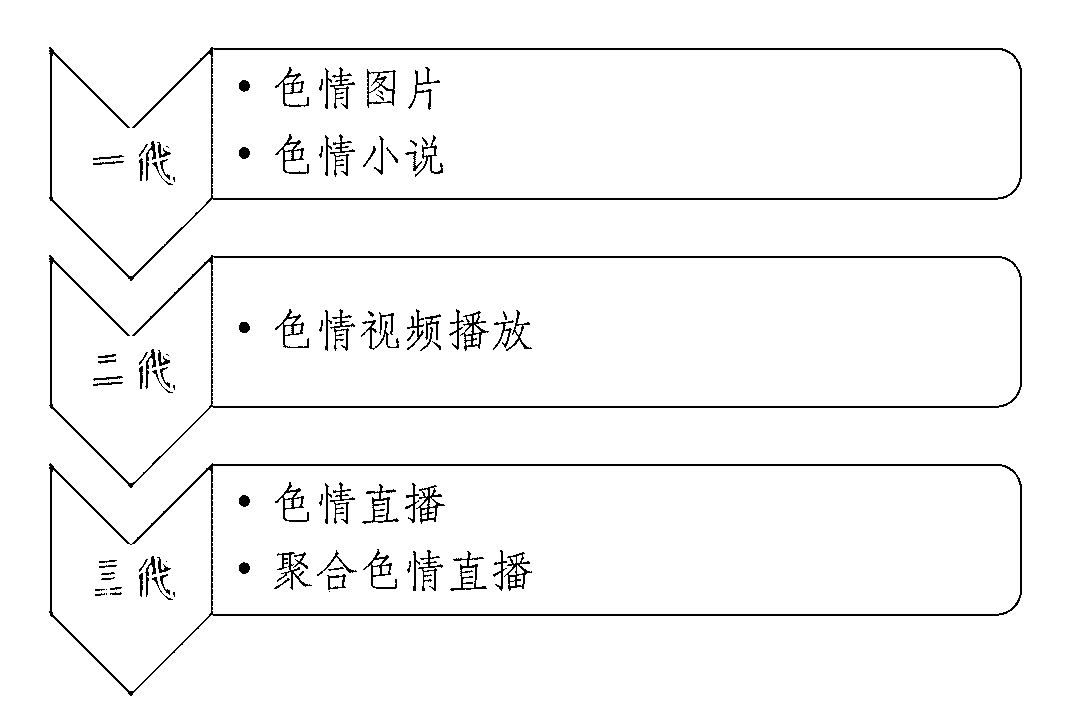 一代
• 色情图片
• 色情小说
二代
• 色情视频播放
三代
• 色情直播
• 聚合色情直播